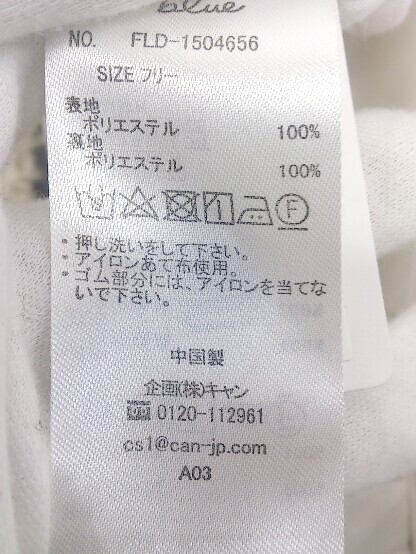 blue
NO. FLD-1504656
SIZE フリー
表地
ポリエステル 100%
裏地
ポリエステル 100%
F
・押し洗いをして下さい。
・アイロンあて布使用。
・ゴム部分には、アイロンを当てな
いで下さい。
中国製
企画(株)キャン
0120-112961
cs1@can-jp.com
A03